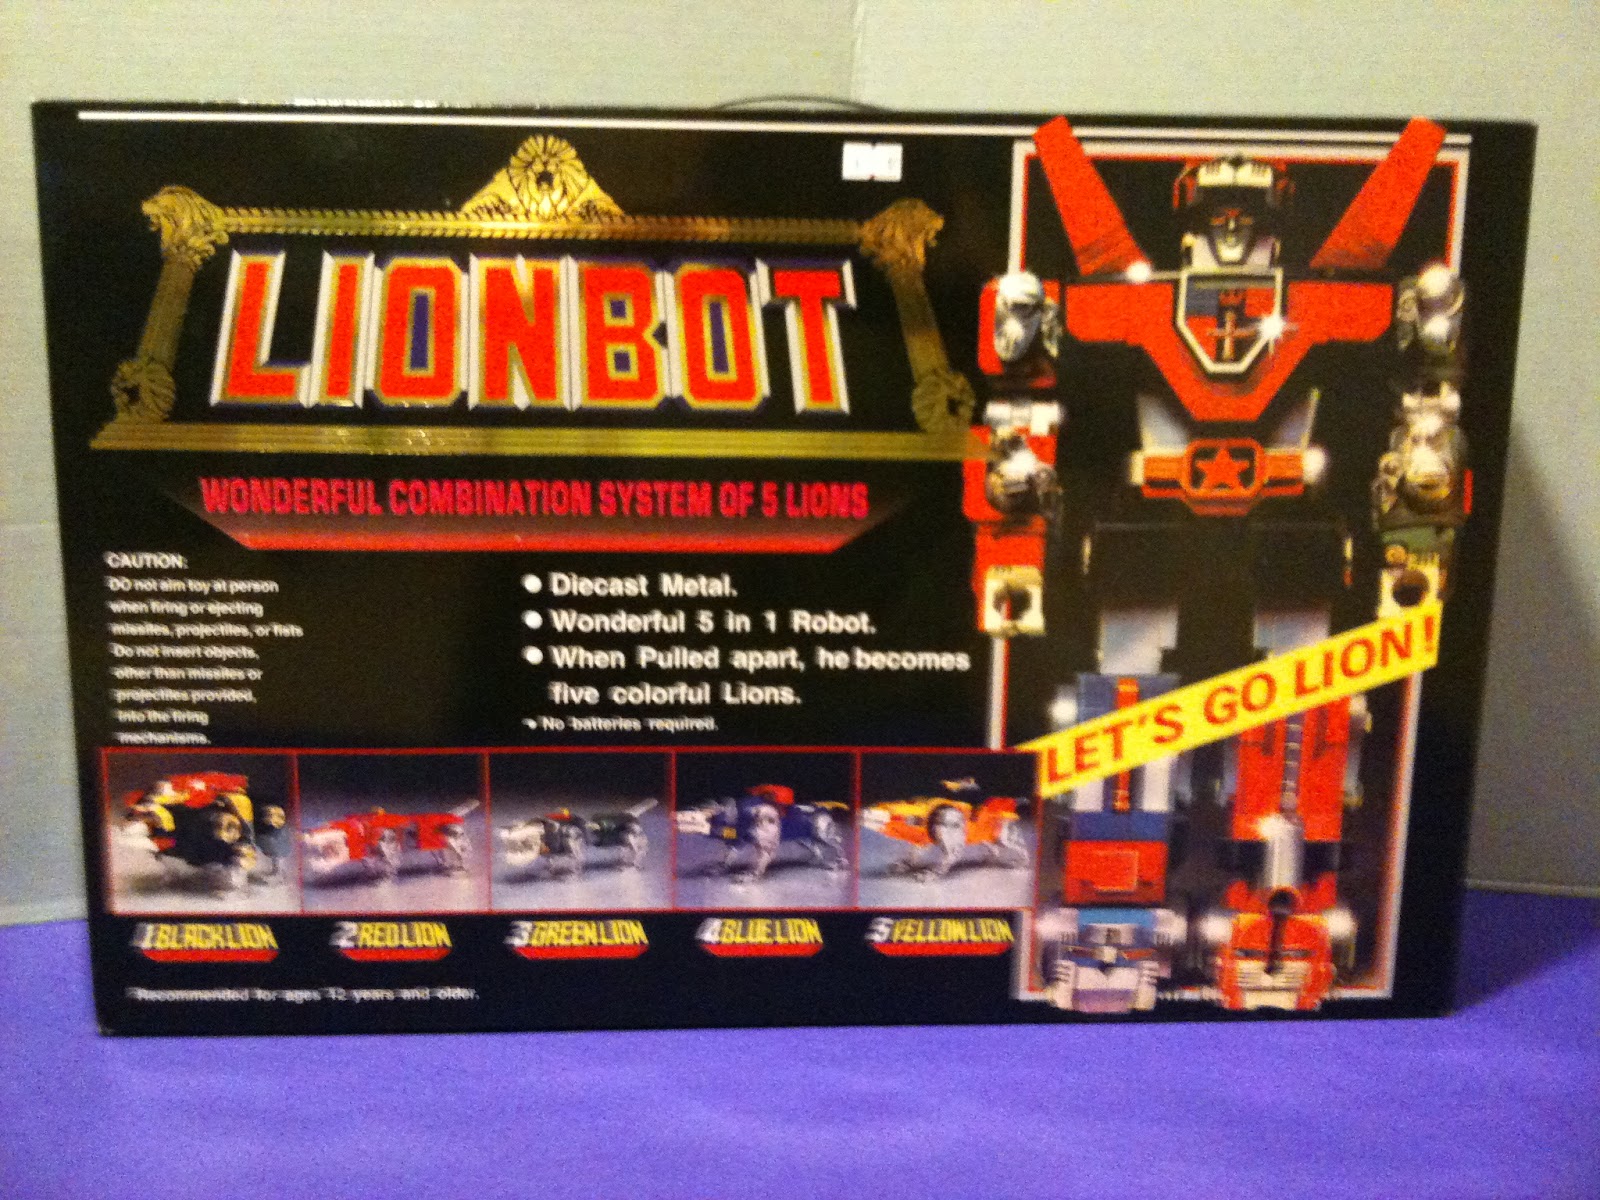 LIONBOT
WONDERFUL COMBINATION SYSTEM OF 5 LIONS
CAUTION:
DO not aim toy at person
when firing or ejecting
missiles, projectiles, or fists
Do not insert objects,
other than missiles or
projectiles provided.
into the firing
mechanisms.
● Diecast Metal.
● Wonderful 5 in 1 Robot.
● When Pulled apart, he becomes
five colorful Lions.
No batteries required.
LET'S GO LION!
1 BLACK LION
2 RED LION
3 GREEN LION
4 BLUE LION
5 YELLOW LION
Recommended for ages 12 years and older.